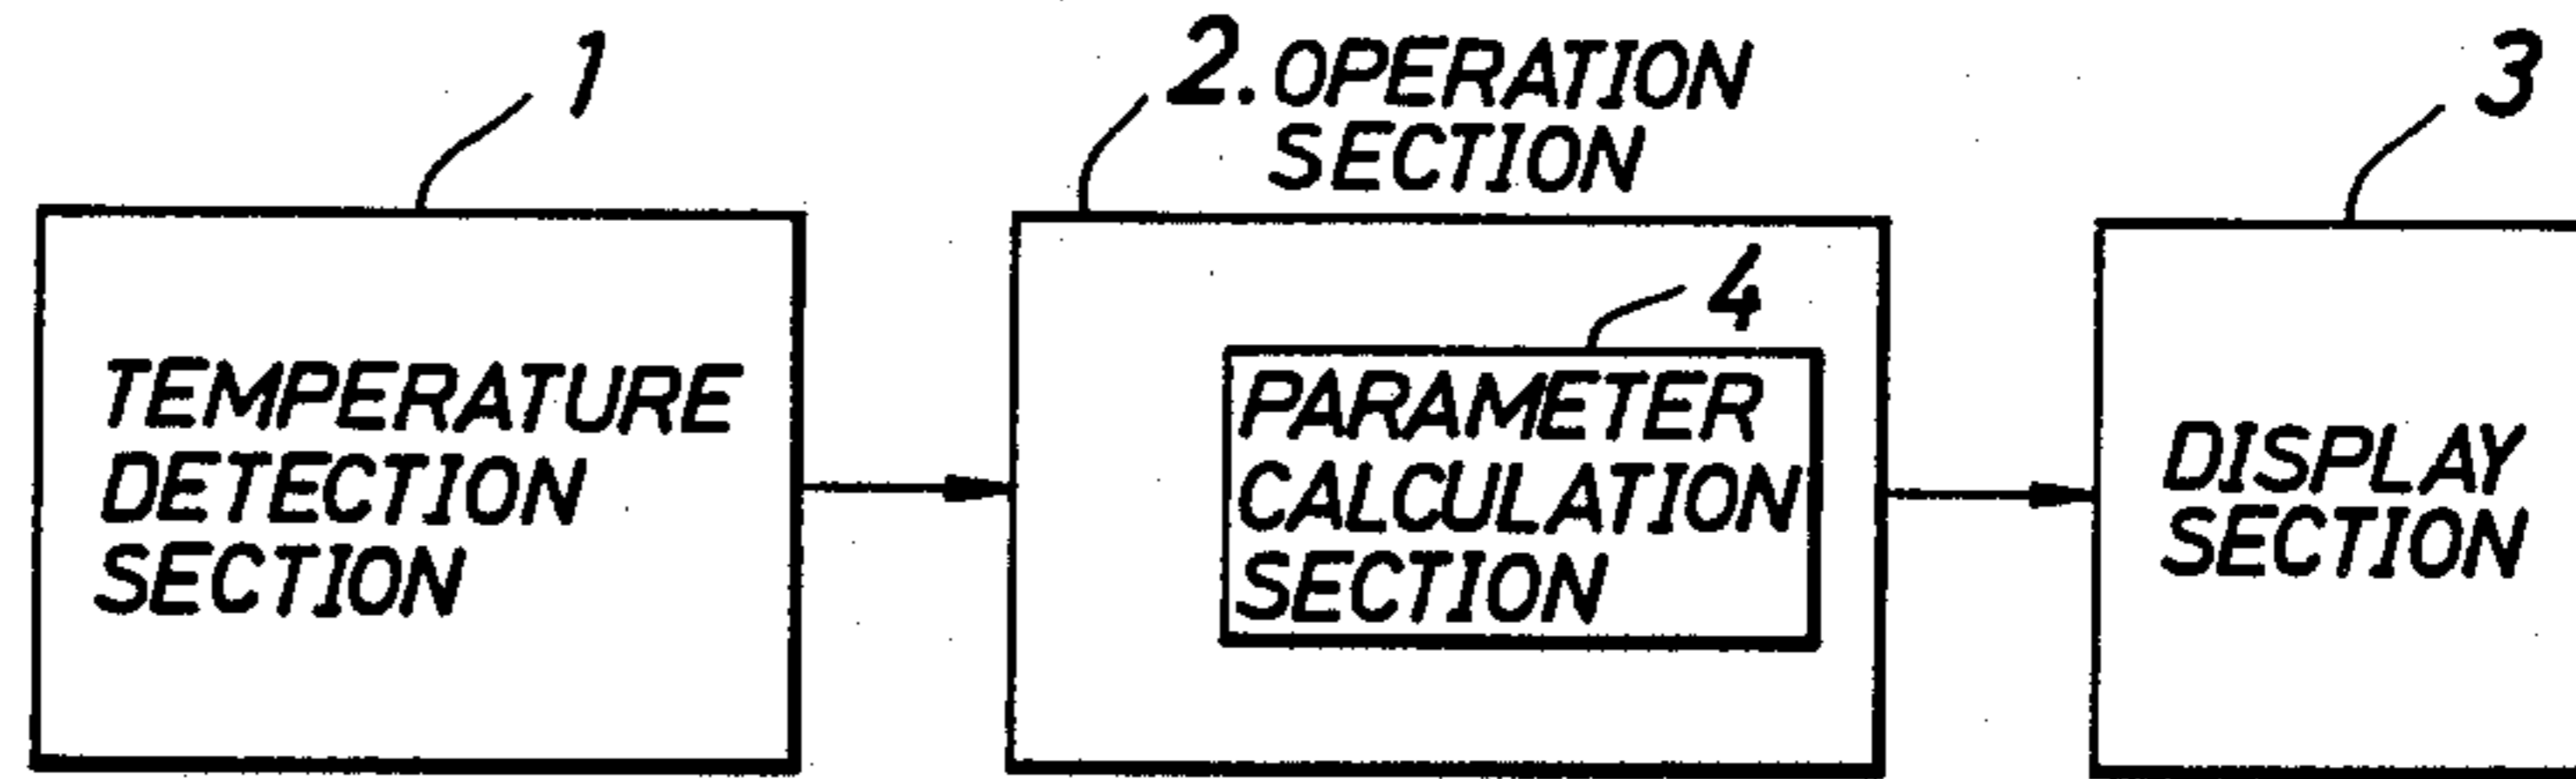 1
2. OPERATION
SECTION
3
4
TEMPERATURE
DETECTION
SECTION
PARAMETER
CALCULATION
SECTION
DISPLAY
SECTION